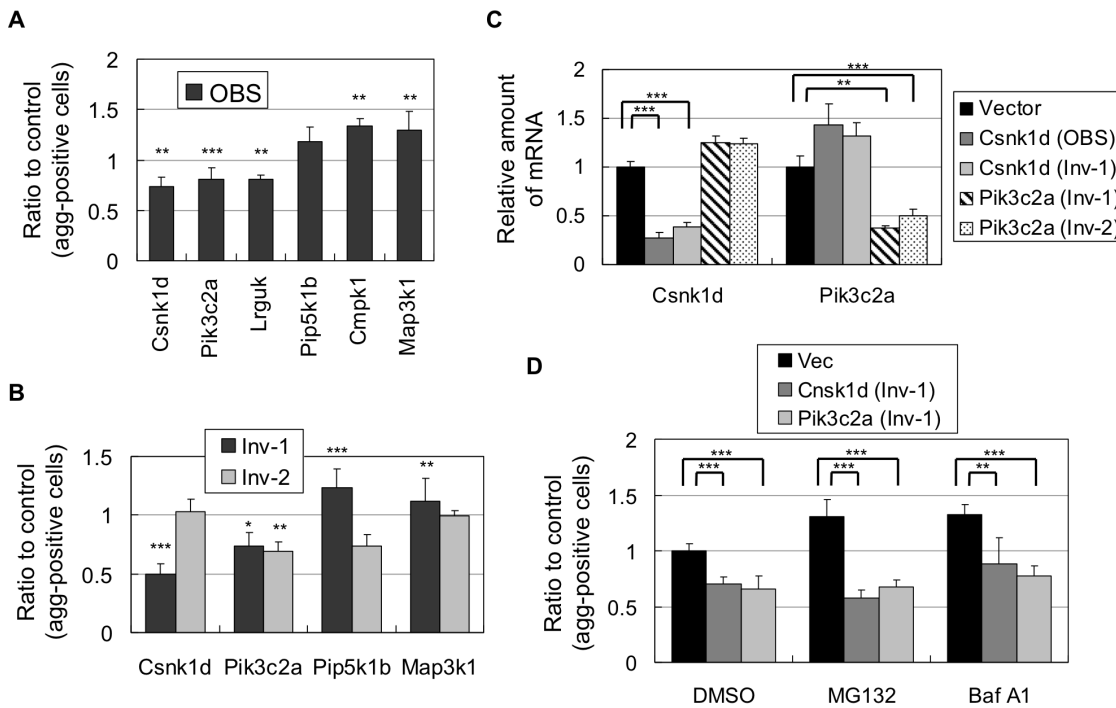 A
Ratio to control
(agg-positive cells)
2
1.5
1
0.5
0
OBS
** *** ** ** **
Csnk1d
Pik3c2a
Lrguk
Pip5k1b
Cmpk1
Map3k1
B
Ratio to control
(agg-positive cells)
1.5
1
0.5
0
Inv-1
Inv-2
*** * ** *** **
Csnk1d Pik3c2a Pip5k1b Map3k1
C
Relative amount
of mRNA
2
1.5
1
0.5
0
***
***
***
**
Csnk1d Pik3c2a
Vector
Csnk1d (OBS)
Csnk1d (Inv-1)
Pik3c2a (Inv-1)
Pik3c2a (Inv-2)
D
Vec
Cnsk1d (Inv-1)
Pik3c2a (Inv-1)
Ratio to control
(agg-positive cells)
2
1.5
1
0.5
0
*** *** ***
*** *** **
DMSO MG132 Baf A1